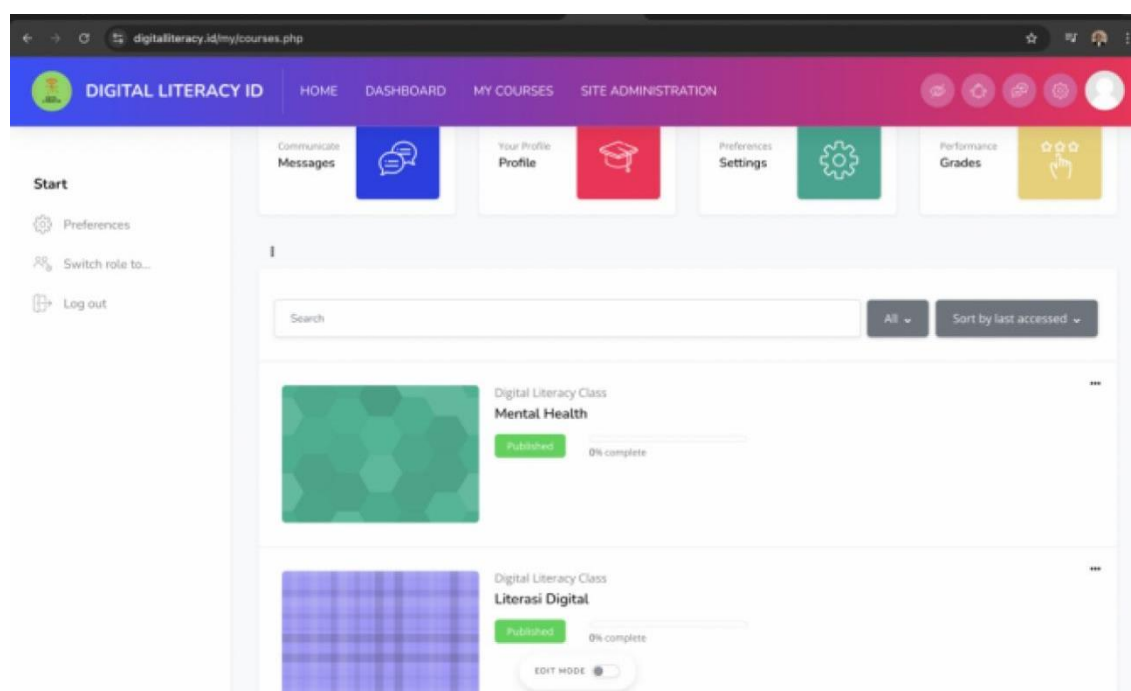 digitalliteracy.id/my/courses.php
DIGITAL LITERACY ID HOME DASHBOARD MY COURSES SITE ADMINISTRATION
Communicate
Messages
Your Profile
Profile
Preferences
Settings
Performance
Grades
Start
Preferences
Switch role to...
Log out
Search All Sort by last accessed
Digital Literacy Class
Mental Health
Published 0% complete
Digital Literacy Class
Literasi Digital
Published 0% complete
EDIT MODE